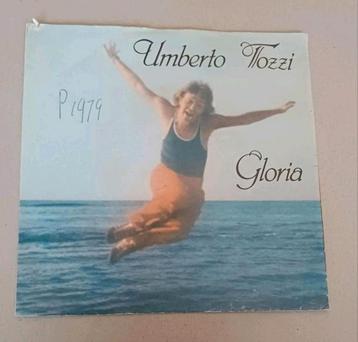 Umberto Tozzi
P 1979
Gloria